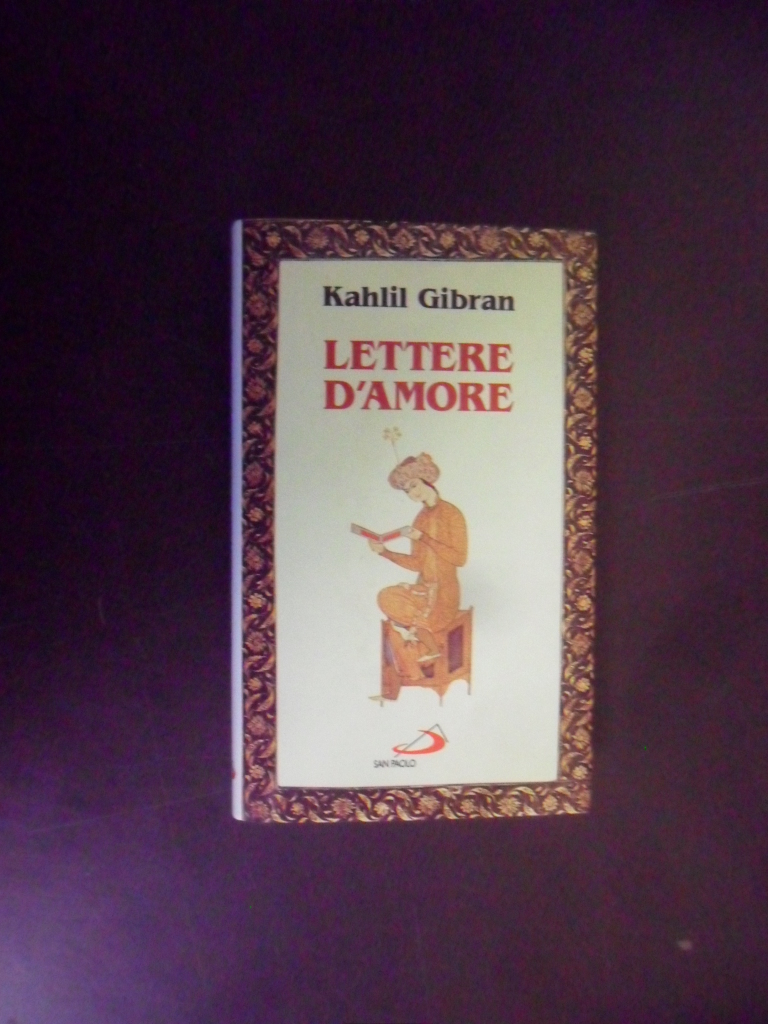 Kahlil Gibran
LETTERE
D'AMORE
SAN PAOLO